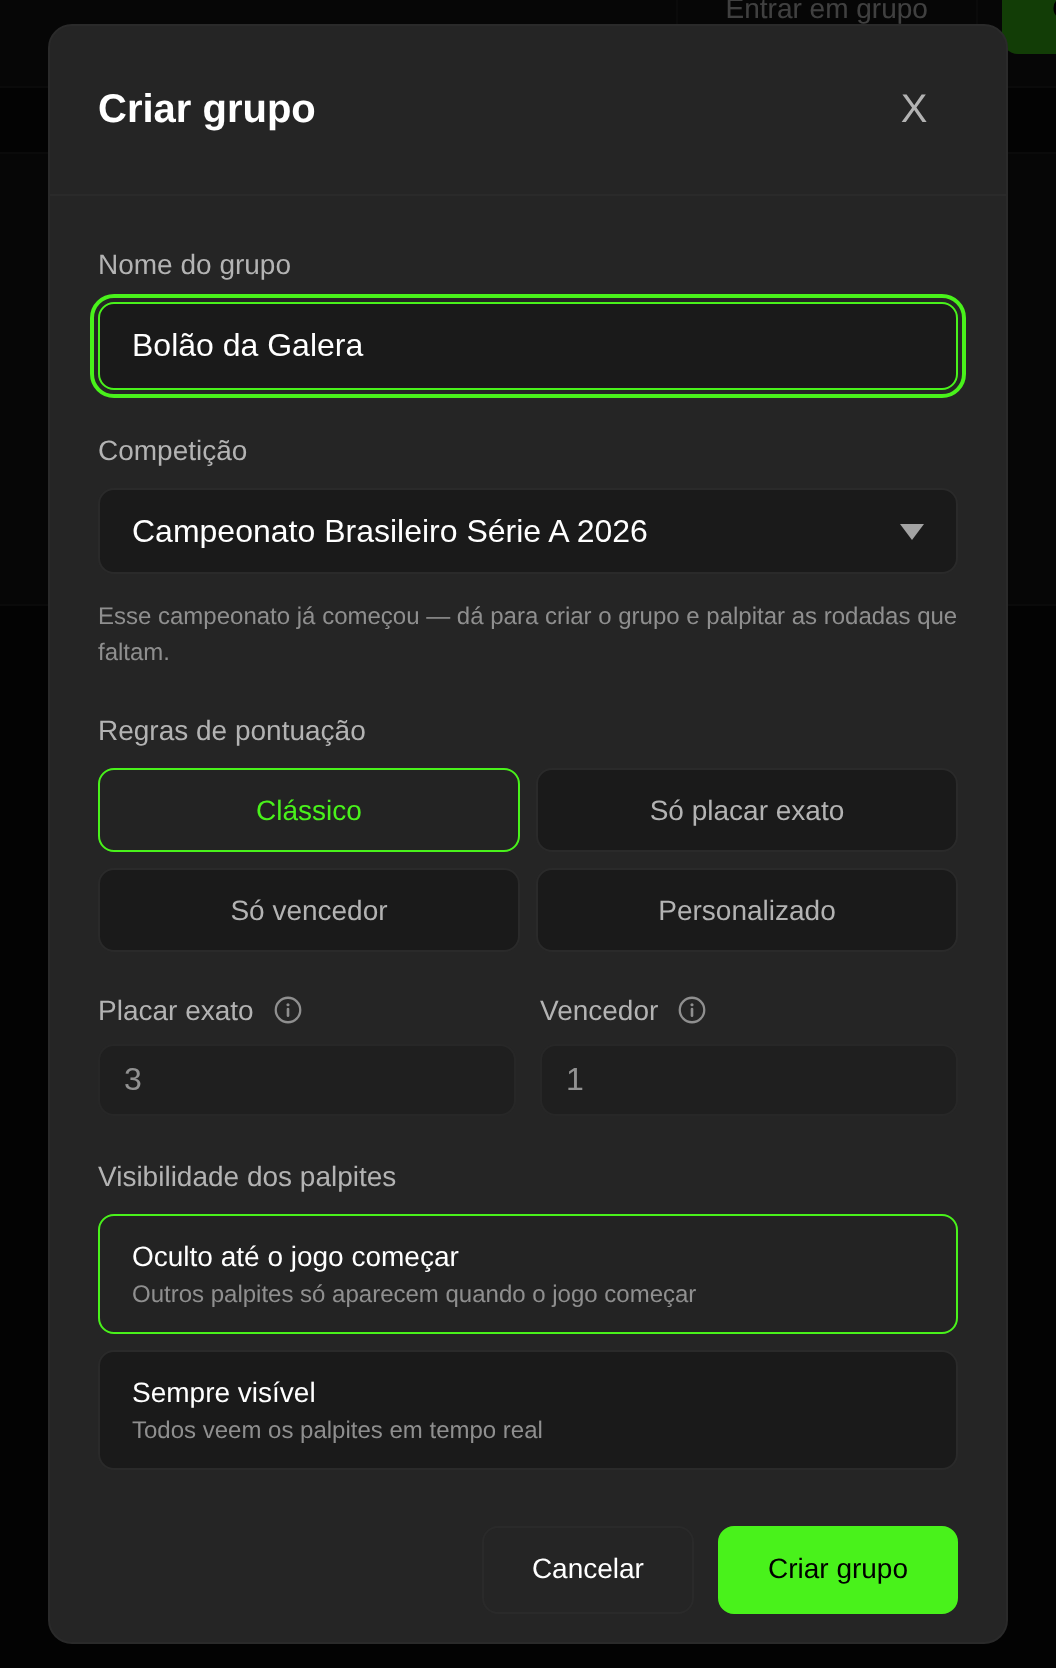 Entrar em grupo
Criar grupo
X
Nome do grupo
Bolão da Galera
Competição
Campeonato Brasileiro Série A 2026
Esse campeonato já começou — dá para criar o grupo e palpitar as rodadas que
faltam.
Regras de pontuação
Clássico
Só placar exato
Só vencedor
Personalizado
Placar exato
Vencedor
3
1
Visibilidade dos palpites
Oculto até o jogo começar
Outros palpites só aparecem quando o jogo começar
Sempre visível
Todos veem os palpites em tempo real
Cancelar
Criar grupo